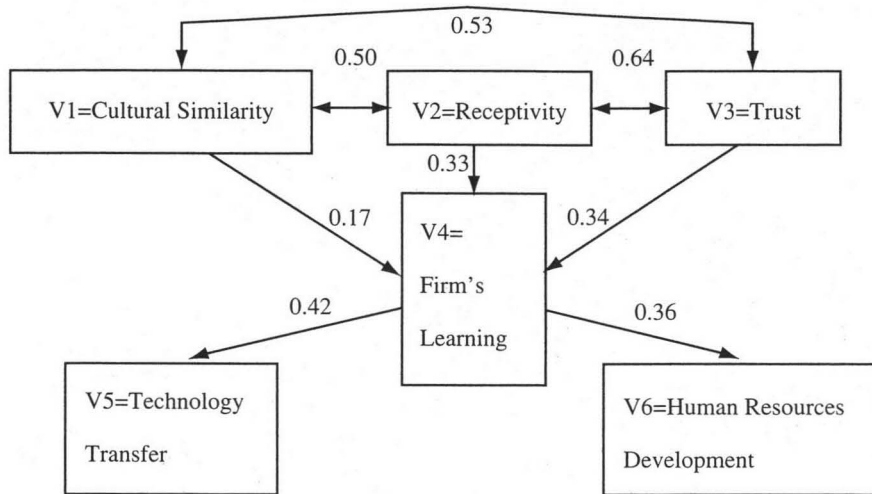 0.53
0.50
0.64
V1=Cultural Similarity
V2=Receptivity
V3=Trust
0.33
0.17
0.34
V4=
Firm's
Learning
0.42
0.36
V5=Technology
Transfer
V6=Human Resources
Development